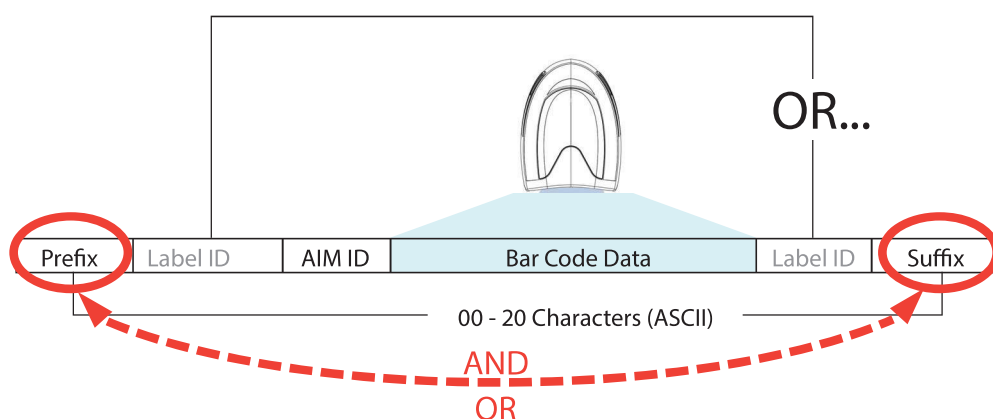 OR...
Prefix Label ID AIM ID Bar Code Data Label ID Suffix
00 - 20 Characters (ASCII)
AND
OR